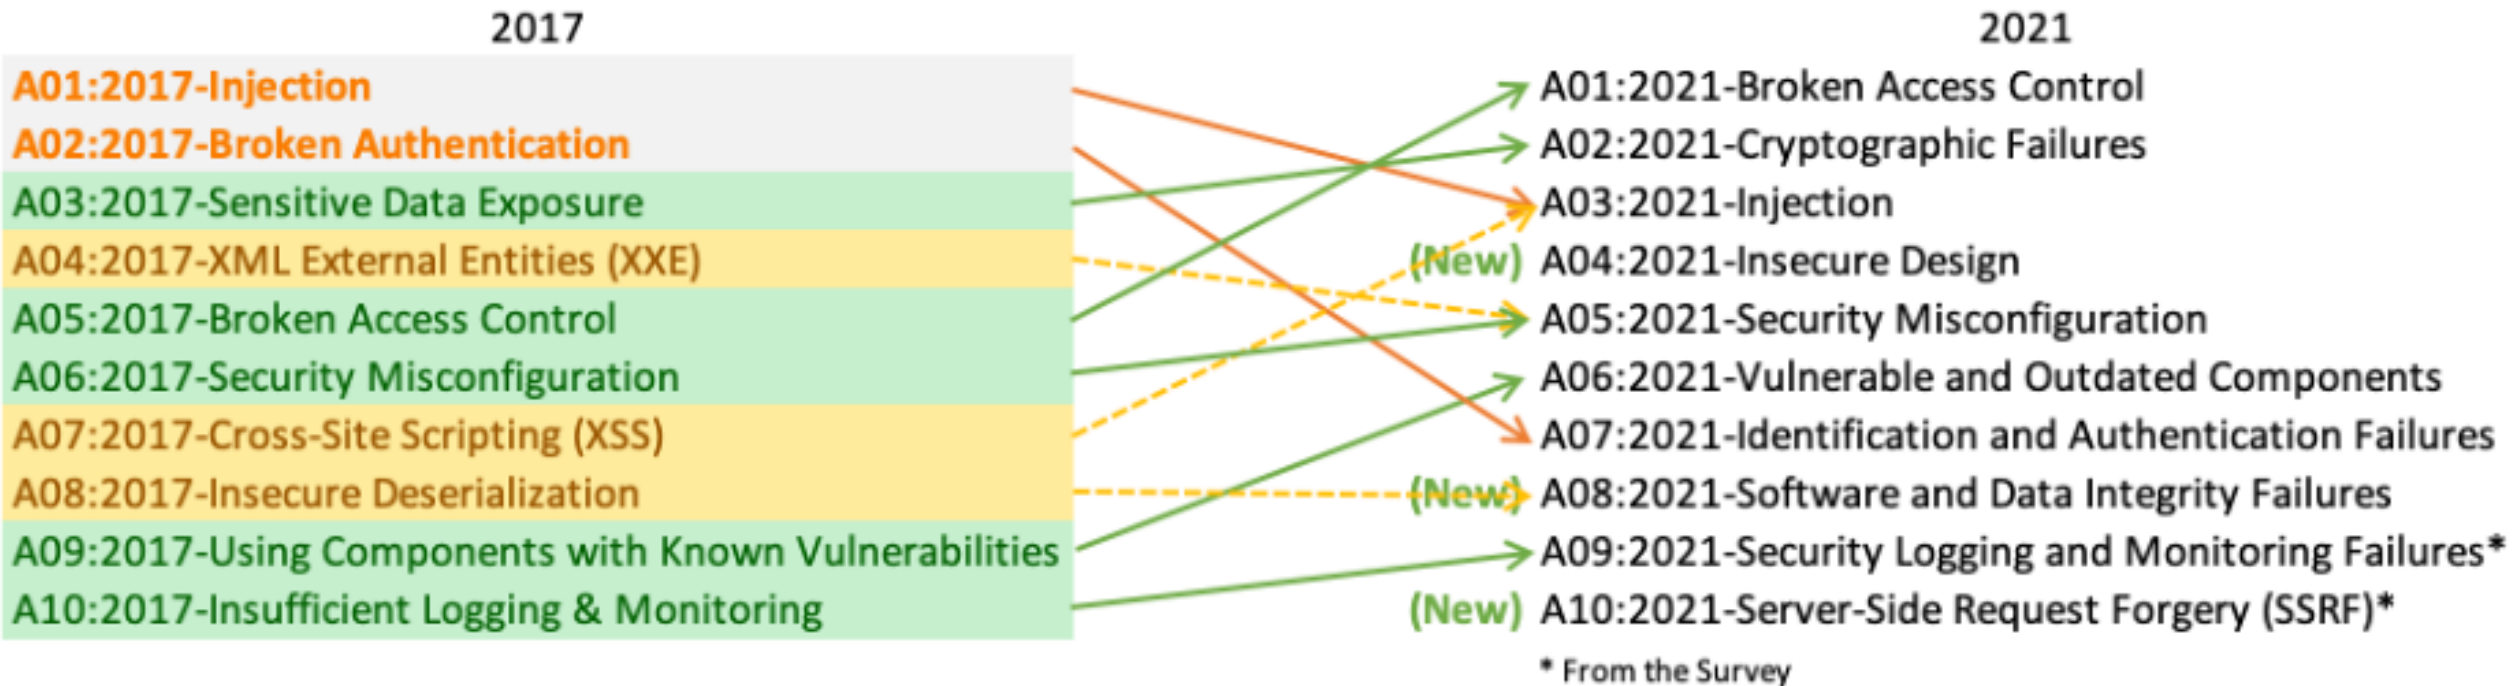 2017
A01:2017-Injection
A02:2017-Broken Authentication
A03:2017-Sensitive Data Exposure
A04:2017-XML External Entities (XXE)
A05:2017-Broken Access Control
A06:2017-Security Misconfiguration
A07:2017-Cross-Site Scripting (XSS)
A08:2017-Insecure Deserialization
A09:2017-Using Components with Known Vulnerabilities
A10:2017-Insufficient Logging & Monitoring
2021
A01:2021-Broken Access Control
A02:2021-Cryptographic Failures
A03:2021-Injection
(New) A04:2021-Insecure Design
A05:2021-Security Misconfiguration
A06:2021-Vulnerable and Outdated Components
A07:2021-Identification and Authentication Failures
(New) A08:2021-Software and Data Integrity Failures
A09:2021-Security Logging and Monitoring Failures*
(New) A10:2021-Server-Side Request Forgery (SSRF)*
* From the Survey